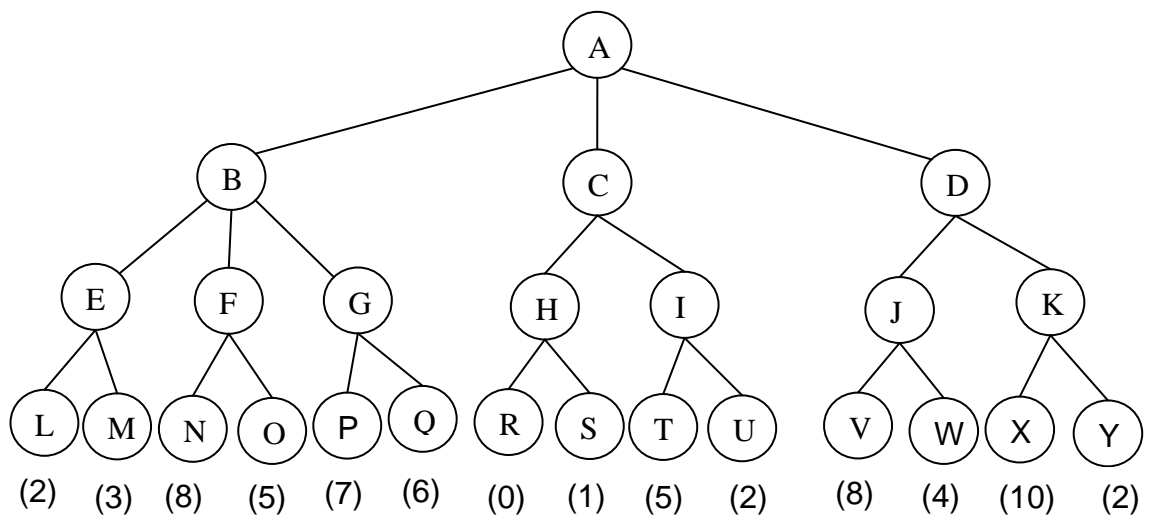 A
B C D
E F G H I J K
L M N O P Q R S T U V W X Y
(2) (3) (8) (5) (7) (6) (0) (1) (5) (2) (8) (4) (10) (2)